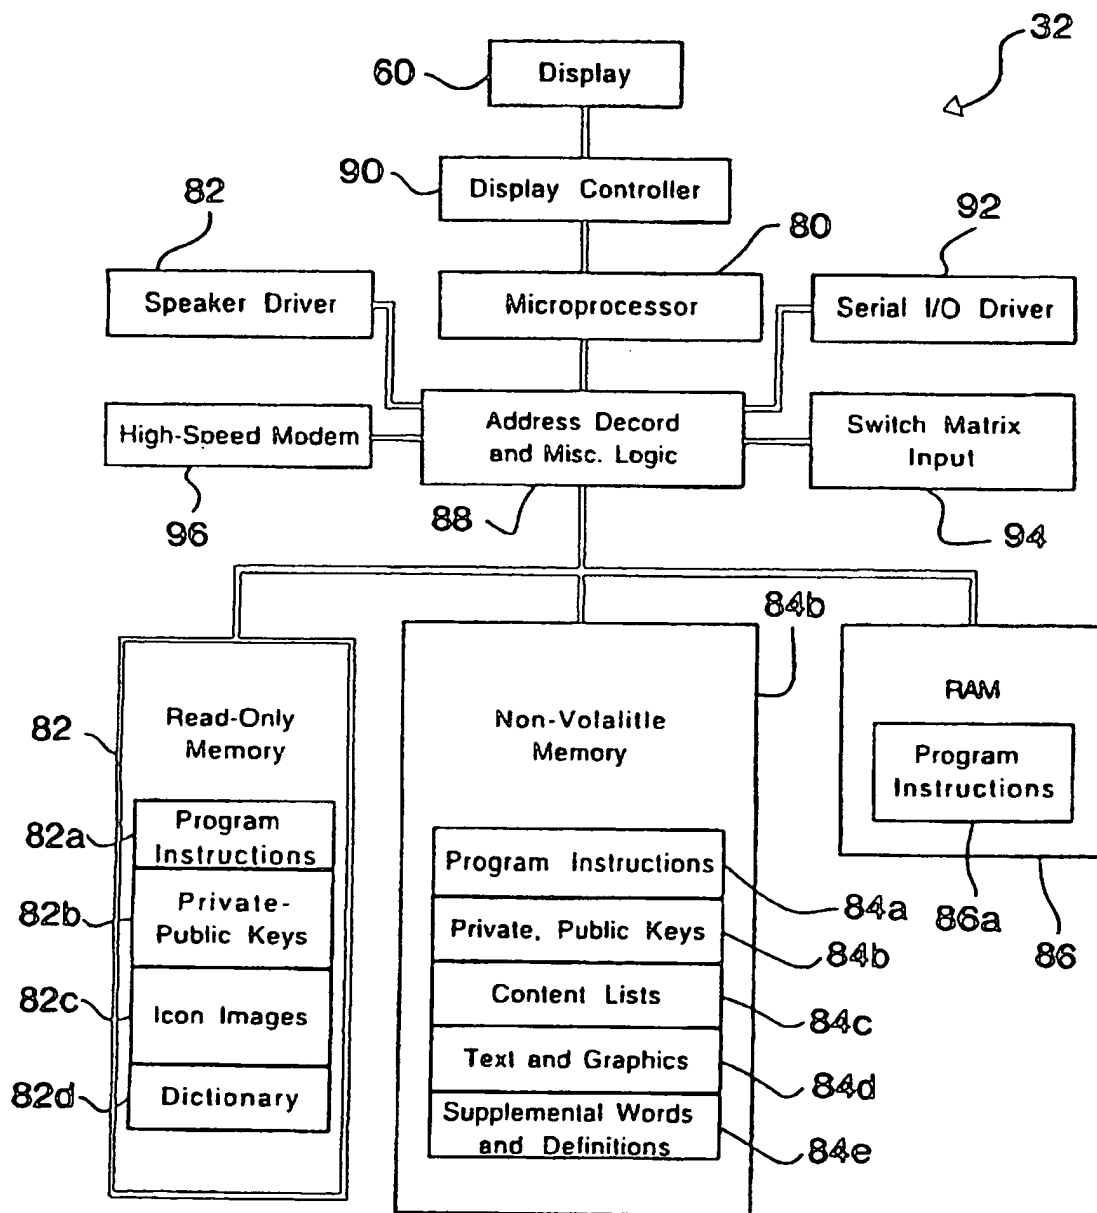 32
60
Display
90
Display Controller
82
Speaker Driver
80
Microprocessor
92
Serial I/O Driver
High-Speed Modem
96
Address Decord
and Misc. Logic
88
Switch Matrix
Input
94
82
Read-Only
Memory
82a
Program
Instructions
82b
Private-
Public Keys
82c
Icon Images
82d
Dictionary
84b
Non-Volalitle
Memory
Program Instructions
84a
Private, Public Keys
84b
Content Lists
84c
Text and Graphics
84d
Supplemental Words
and Definitions
84e
RAM
Program
Instructions
86a
86